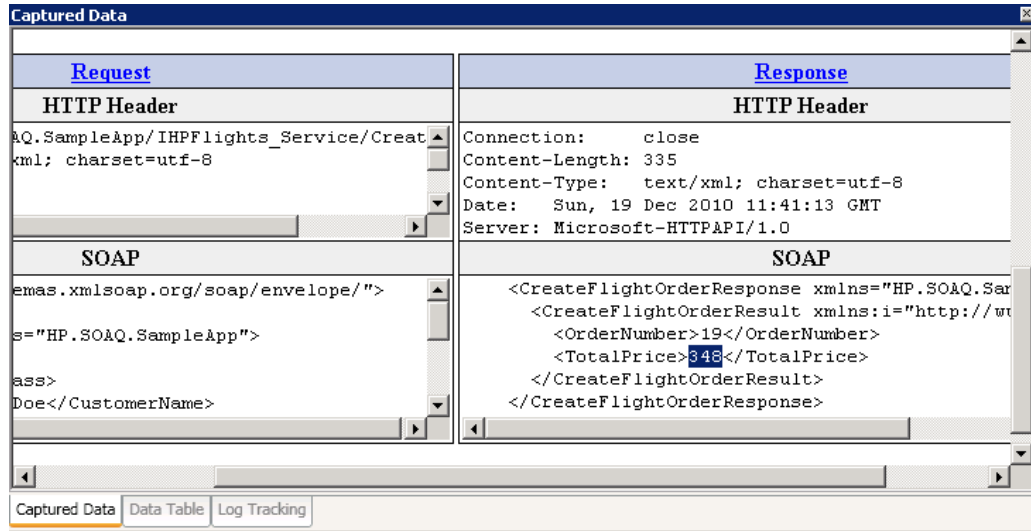 Captured Data
Request
HTTP Header
AQ.SampleApp/IHPFlights_Service/Creat
xml; charset=utf-8
SOAP
emas.xmlsoap.org/soap/envelope/">
s="HP.SOAQ.SampleApp">
ass>
Doe</CustomerName>
Response
HTTP Header
Connection: close
Content-Length: 335
Content-Type: text/xml; charset=utf-8
Date: Sun, 19 Dec 2010 11:41:13 GMT
Server: Microsoft-HTTPAPI/1.0
SOAP
<CreateFlightOrderResponse xmlns="HP.SOAQ.Sam
<CreateFlightOrderResult xmlns:i="http://ww
<OrderNumber>19</OrderNumber>
<TotalPrice>348</TotalPrice>
</CreateFlightOrderResult>
</CreateFlightOrderResponse>
Captured Data Data Table Log Tracking